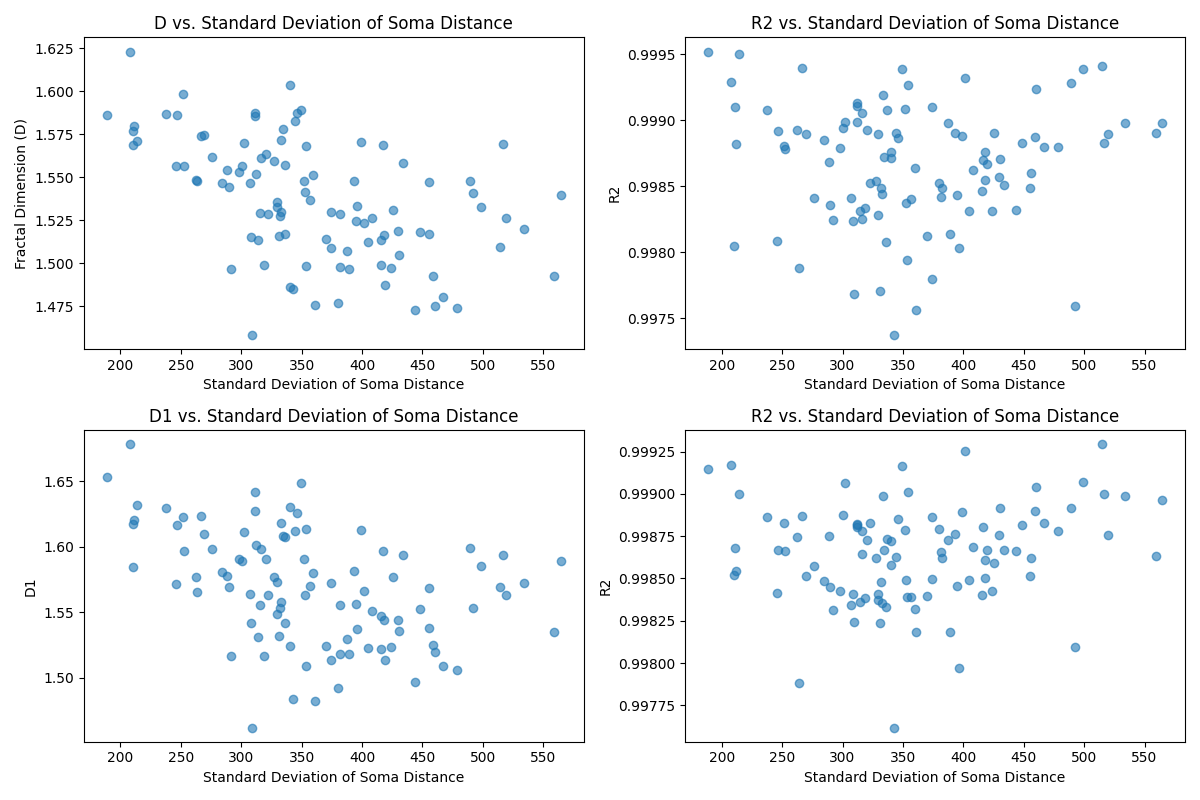 D vs. Standard Deviation of Soma Distance
Fractal Dimension (D)
1.625
1.600
1.575
1.550
1.525
1.500
1.475
200 250 300 350 400 450 500 550
Standard Deviation of Soma Distance
R2 vs. Standard Deviation of Soma Distance
R2
0.9995
0.9990
0.9985
0.9980
0.9975
200 250 300 350 400 450 500 550
Standard Deviation of Soma Distance
D1 vs. Standard Deviation of Soma Distance
D1
1.65
1.60
1.55
1.50
200 250 300 350 400 450 500 550
Standard Deviation of Soma Distance
R2 vs. Standard Deviation of Soma Distance
R2
0.99925
0.99900
0.99875
0.99850
0.99825
0.99800
0.99775
200 250 300 350 400 450 500 550
Standard Deviation of Soma Distance